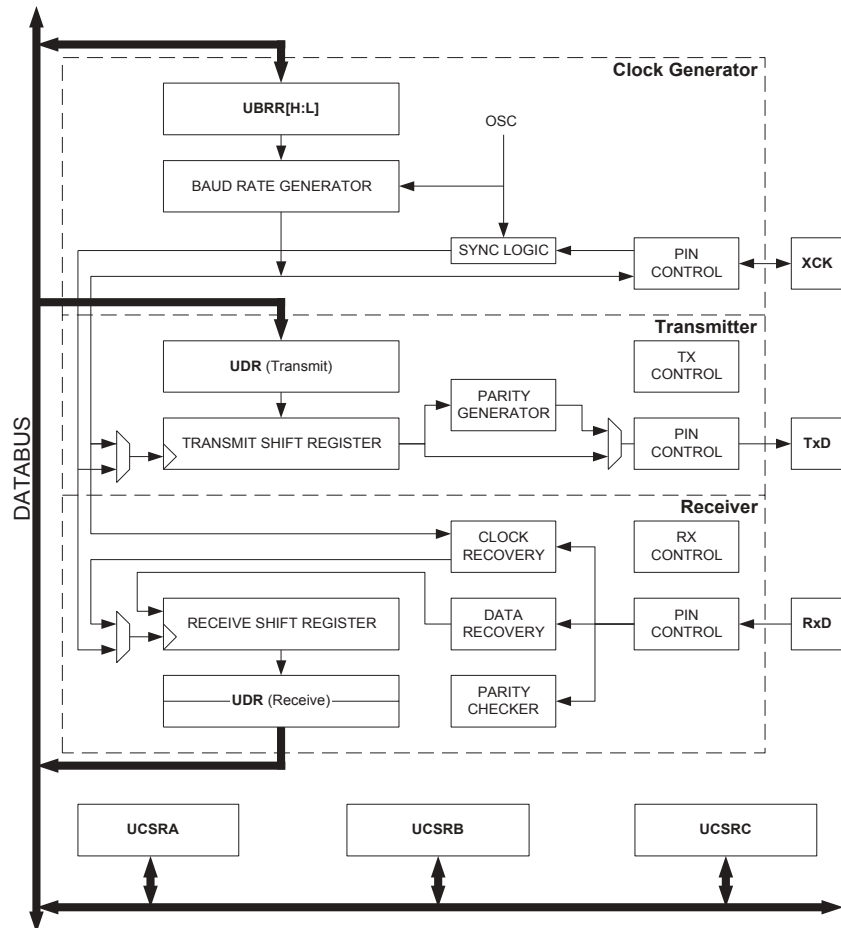 Clock Generator
UBRR[H:L]
OSC
BAUD RATE GENERATOR
SYNC LOGIC
PIN
CONTROL
XCK
DATABUS
Transmitter
UDR (Transmit)
TX
CONTROL
PARITY
GENERATOR
TRANSMIT SHIFT REGISTER
PIN
CONTROL
TxD
Receiver
CLOCK
RECOVERY
RX
CONTROL
RECEIVE SHIFT REGISTER
DATA
RECOVERY
PIN
CONTROL
RxD
UDR (Receive)
PARITY
CHECKER
UCSRA
UCSRB
UCSRC